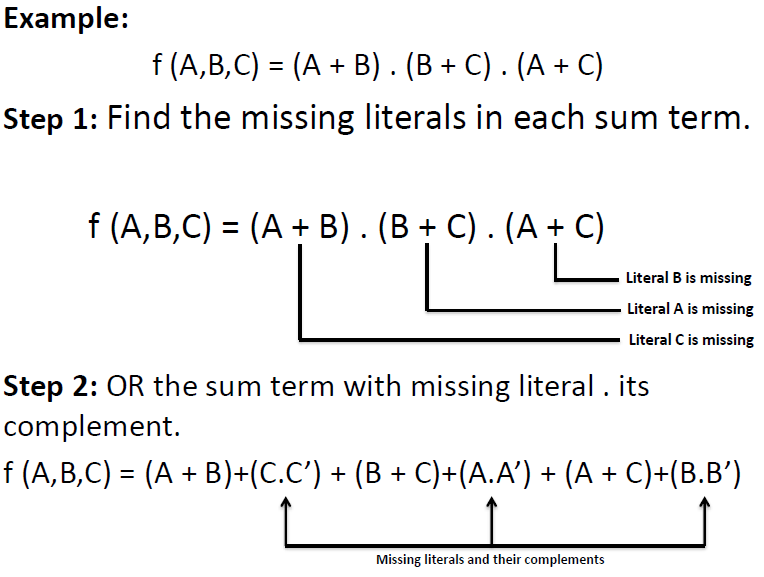 Example:
f (A,B,C) = (A + B) . (B + C) . (A + C)
Step 1: Find the missing literals in each sum term.
f (A,B,C) = (A + B) . (B + C) . (A + C)
Literal B is missing
Literal A is missing
Literal C is missing
Step 2: OR the sum term with missing literal . its
complement.
f (A,B,C) = (A + B)+(C.C’) + (B + C)+(A.A’) + (A + C)+(B.B’)
Missing literals and their complements